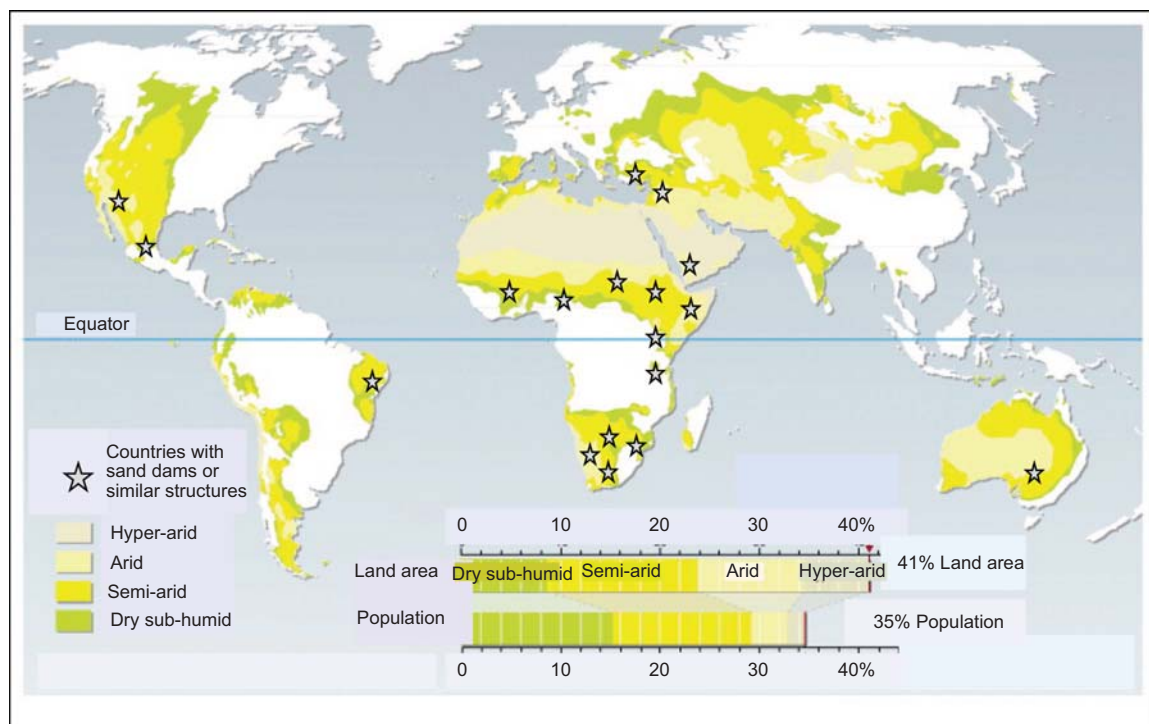 Equator
Countries with
sand dams or
similar structures
Hyper-arid
Arid
Semi-arid
Dry sub-humid
0 10 20 30 40%
Land area
Dry sub-humid Semi-arid Arid Hyper-arid
41% Land area
Population
35% Population
0 10 20 30 40%